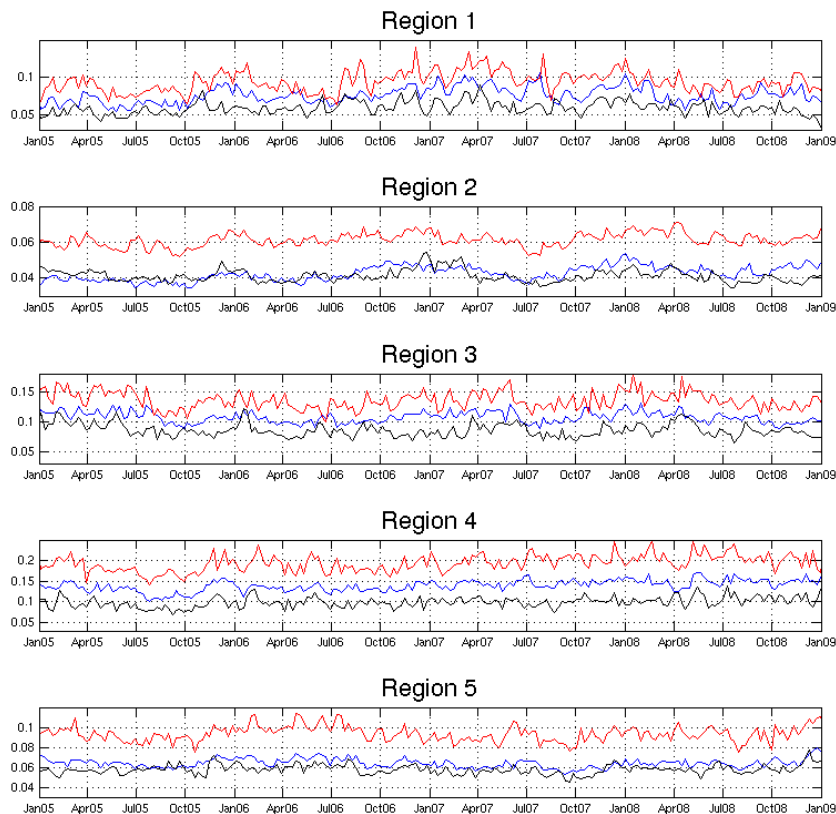 Region 1
0.1
0.05
Jan05 Apr05 Jul05 Oct05 Jan06 Apr06 Jul06 Oct06 Jan07 Apr07 Jul07 Oct07 Jan08 Apr08 Jul08 Oct08 Jan09
Region 2
0.08
0.06
0.04
Jan05 Apr05 Jul05 Oct05 Jan06 Apr06 Jul06 Oct06 Jan07 Apr07 Jul07 Oct07 Jan08 Apr08 Jul08 Oct08 Jan09
Region 3
0.15
0.1
0.05
Jan05 Apr05 Jul05 Oct05 Jan06 Apr06 Jul06 Oct06 Jan07 Apr07 Jul07 Oct07 Jan08 Apr08 Jul08 Oct08 Jan09
Region 4
0.2
0.15
0.1
0.05
Jan05 Apr05 Jul05 Oct05 Jan06 Apr06 Jul06 Oct06 Jan07 Apr07 Jul07 Oct07 Jan08 Apr08 Jul08 Oct08 Jan09
Region 5
0.1
0.08
0.06
0.04
Jan05 Apr05 Jul05 Oct05 Jan06 Apr06 Jul06 Oct06 Jan07 Apr07 Jul07 Oct07 Jan08 Apr08 Jul08 Oct08 Jan09